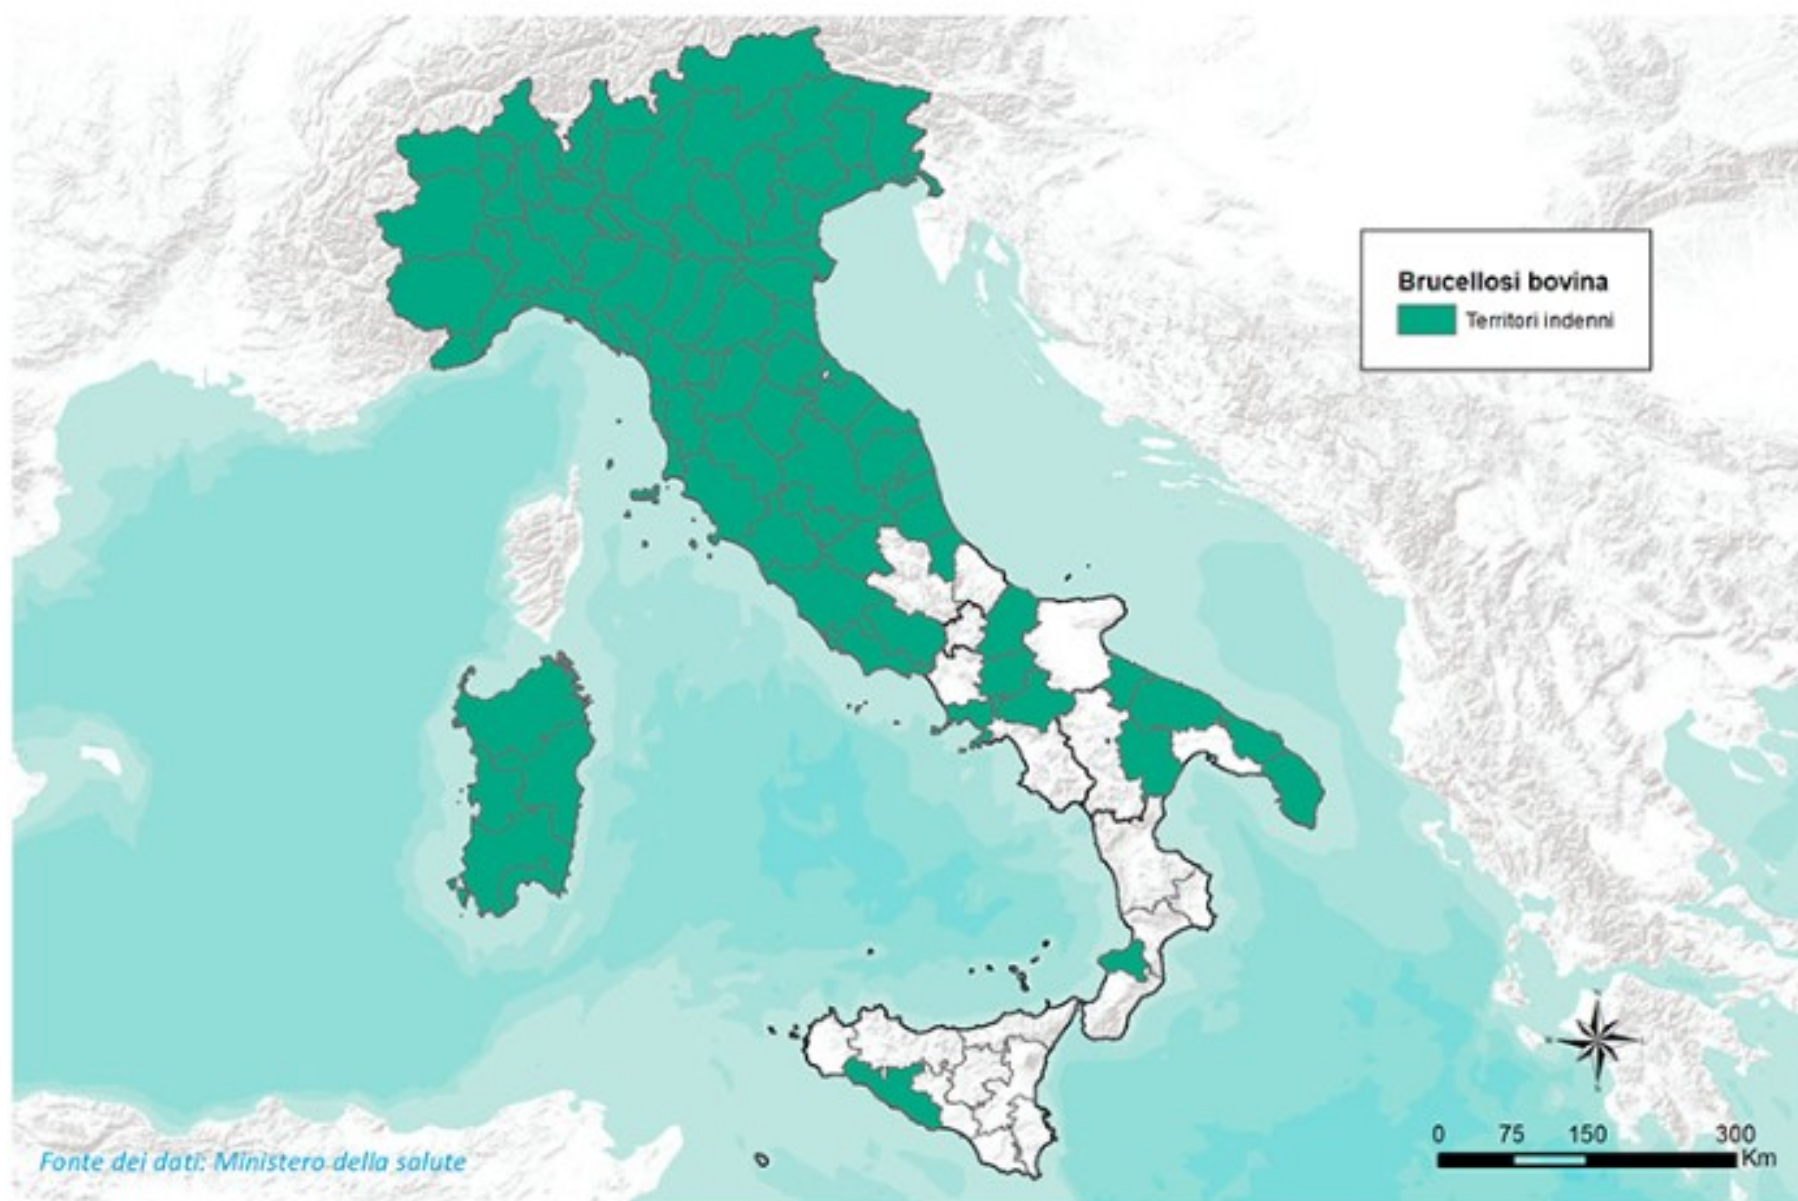 Brucellosi bovina
Territori indenni
Fonte dei dati: Ministero della salute
0 75 150 300
Km